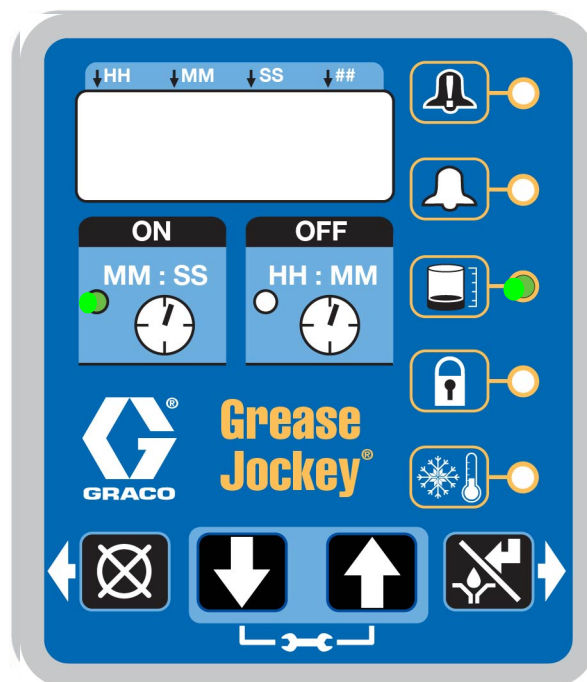 HH MM SS ##
ON OFF
MM : SS HH : MM
Grease
Jockey®
GRACO®